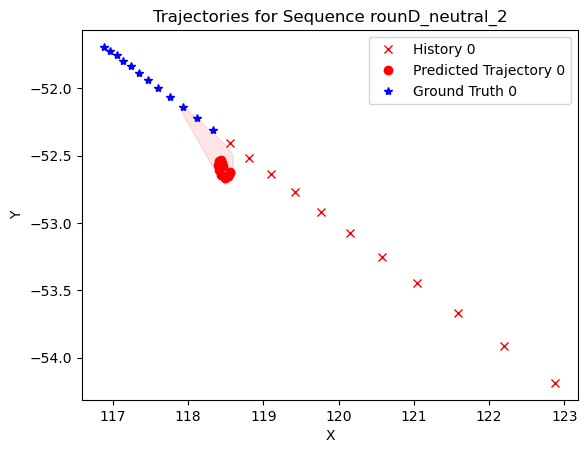 Trajectories for Sequence rounD_neutral_2
History 0
Predicted Trajectory 0
Ground Truth 0
−52.0
−52.5
−53.0
−53.5
−54.0
Y
117 118 119 120 121 122 123
X